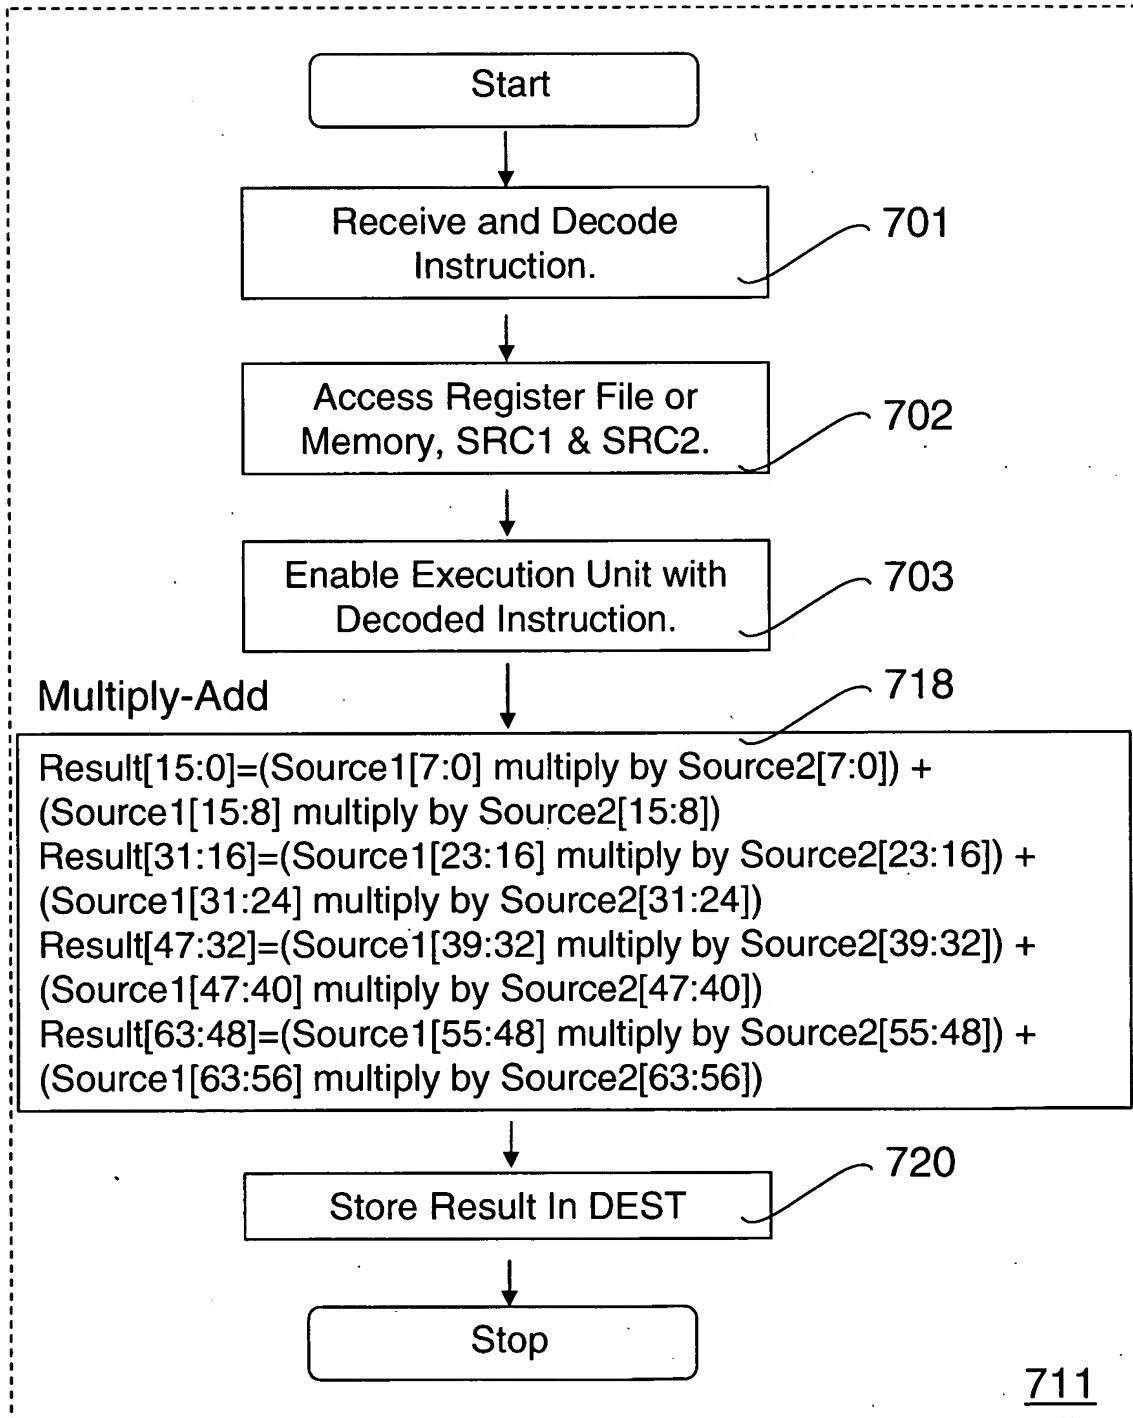 Start
Receive and Decode
Instruction.
701
Access Register File or
Memory, SRC1 & SRC2.
702
Enable Execution Unit with
Decoded Instruction.
703
Multiply-Add
718
Result[15:0]=(Source1[7:0] multiply by Source2[7:0]) +
(Source1[15:8] multiply by Source2[15:8])
Result[31:16]=(Source1[23:16] multiply by Source2[23:16]) +
(Source1[31:24] multiply by Source2[31:24])
Result[47:32]=(Source1[39:32] multiply by Source2[39:32]) +
(Source1[47:40] multiply by Source2[47:40])
Result[63:48]=(Source1[55:48] multiply by Source2[55:48]) +
(Source1[63:56] multiply by Source2[63:56])
720
Store Result In DEST
Stop
711